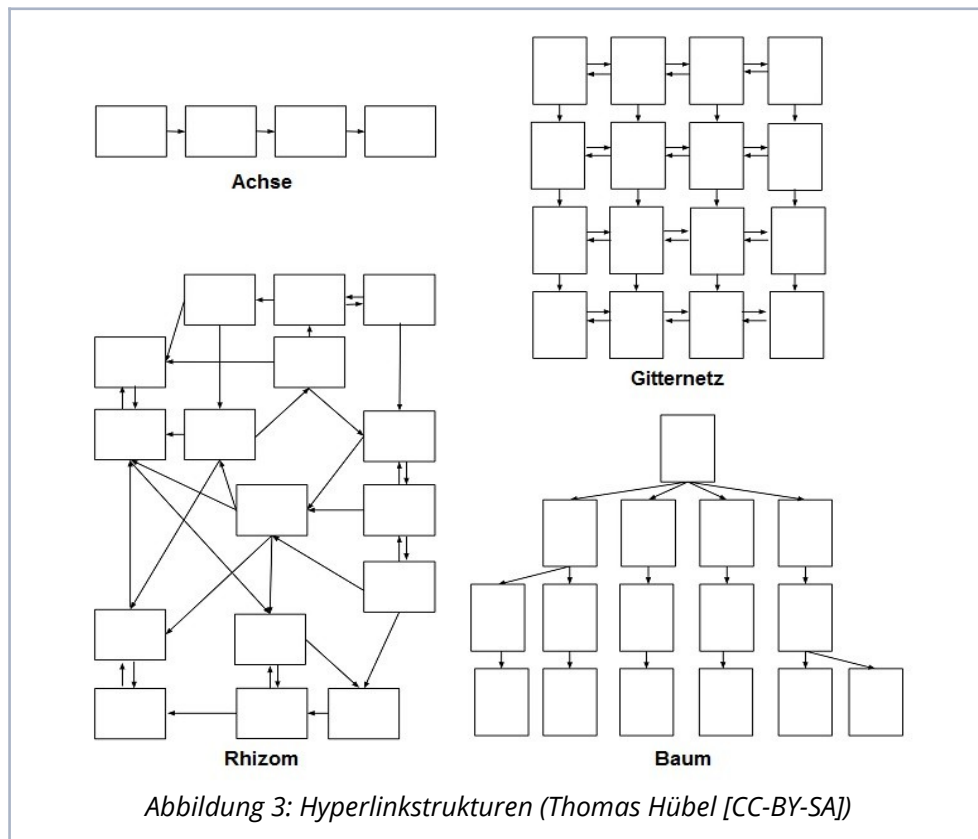 Achse
Gitternetz
Rhizom
Baum
Abbildung 3: Hyperlinkstrukturen (Thomas Hübel [CC-BY-SA])